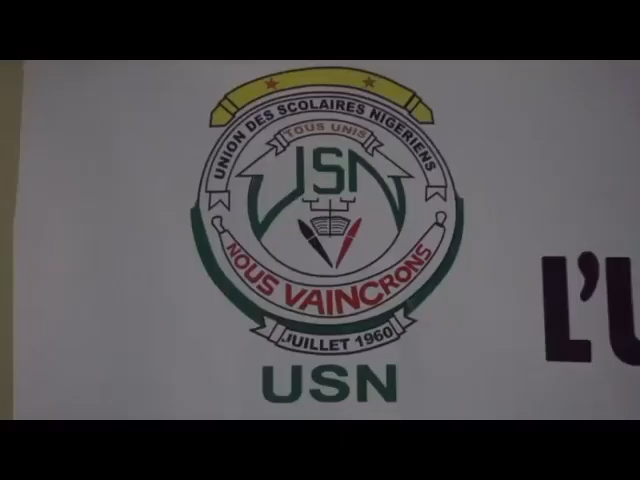 UNION DES SCOLAIRES NIGERIENS
TOUS UNIS
USN
NOUS VAINCRONS
JUILLET 1960
USN
L'U